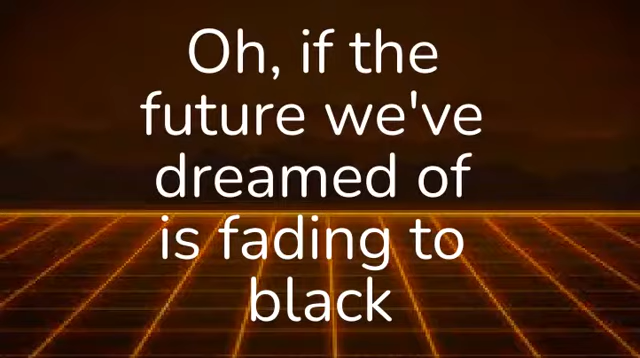 Oh, if the
future we've
dreamed of
is fading to
black